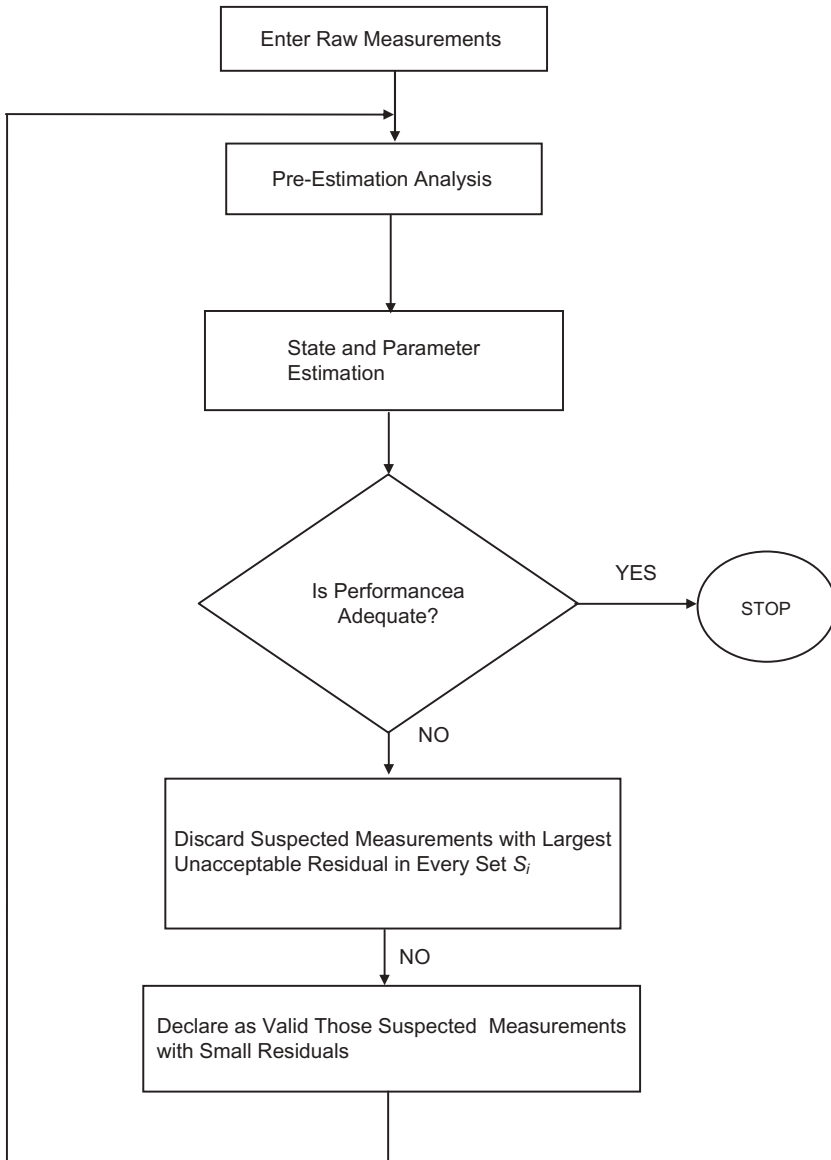 Enter Raw Measurements
Pre-Estimation Analysis
State and Parameter
Estimation
Is Performancea
Adequate?
YES
STOP
NO
Discard Suspected Measurements with Largest
Unacceptable Residual in Every Set Si
NO
Declare as Valid Those Suspected Measurements
with Small Residuals